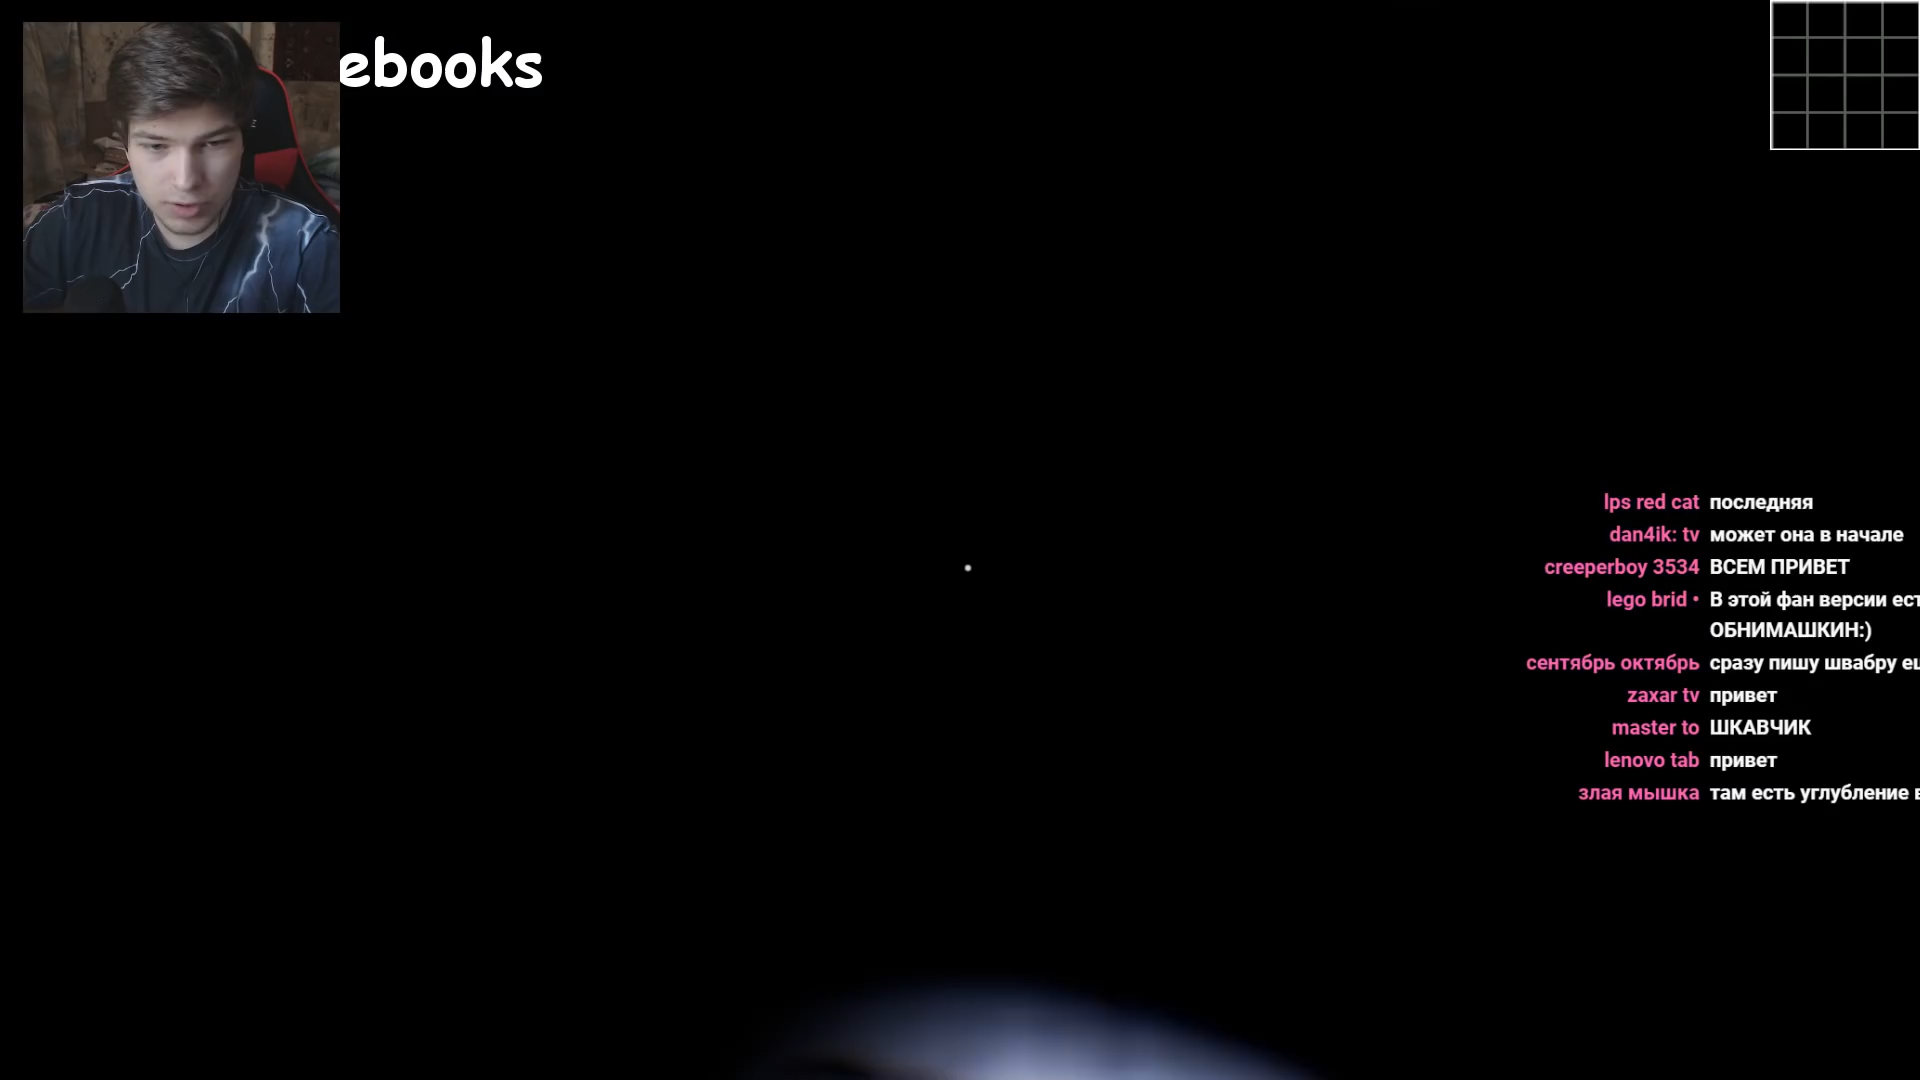 ebooks
lps red cat последняя
dan4ik: tv может она в начале
creeperboy 3534 ВСЕМ ПРИВЕТ
lego brid • В этой фан версии
ОБНИМАШКИН:)
сентябрь октябрь сразу пишу швабру
zaxar tv привет
master to ШКАВЧИК
lenovo tab привет
злая мышка там есть углубление